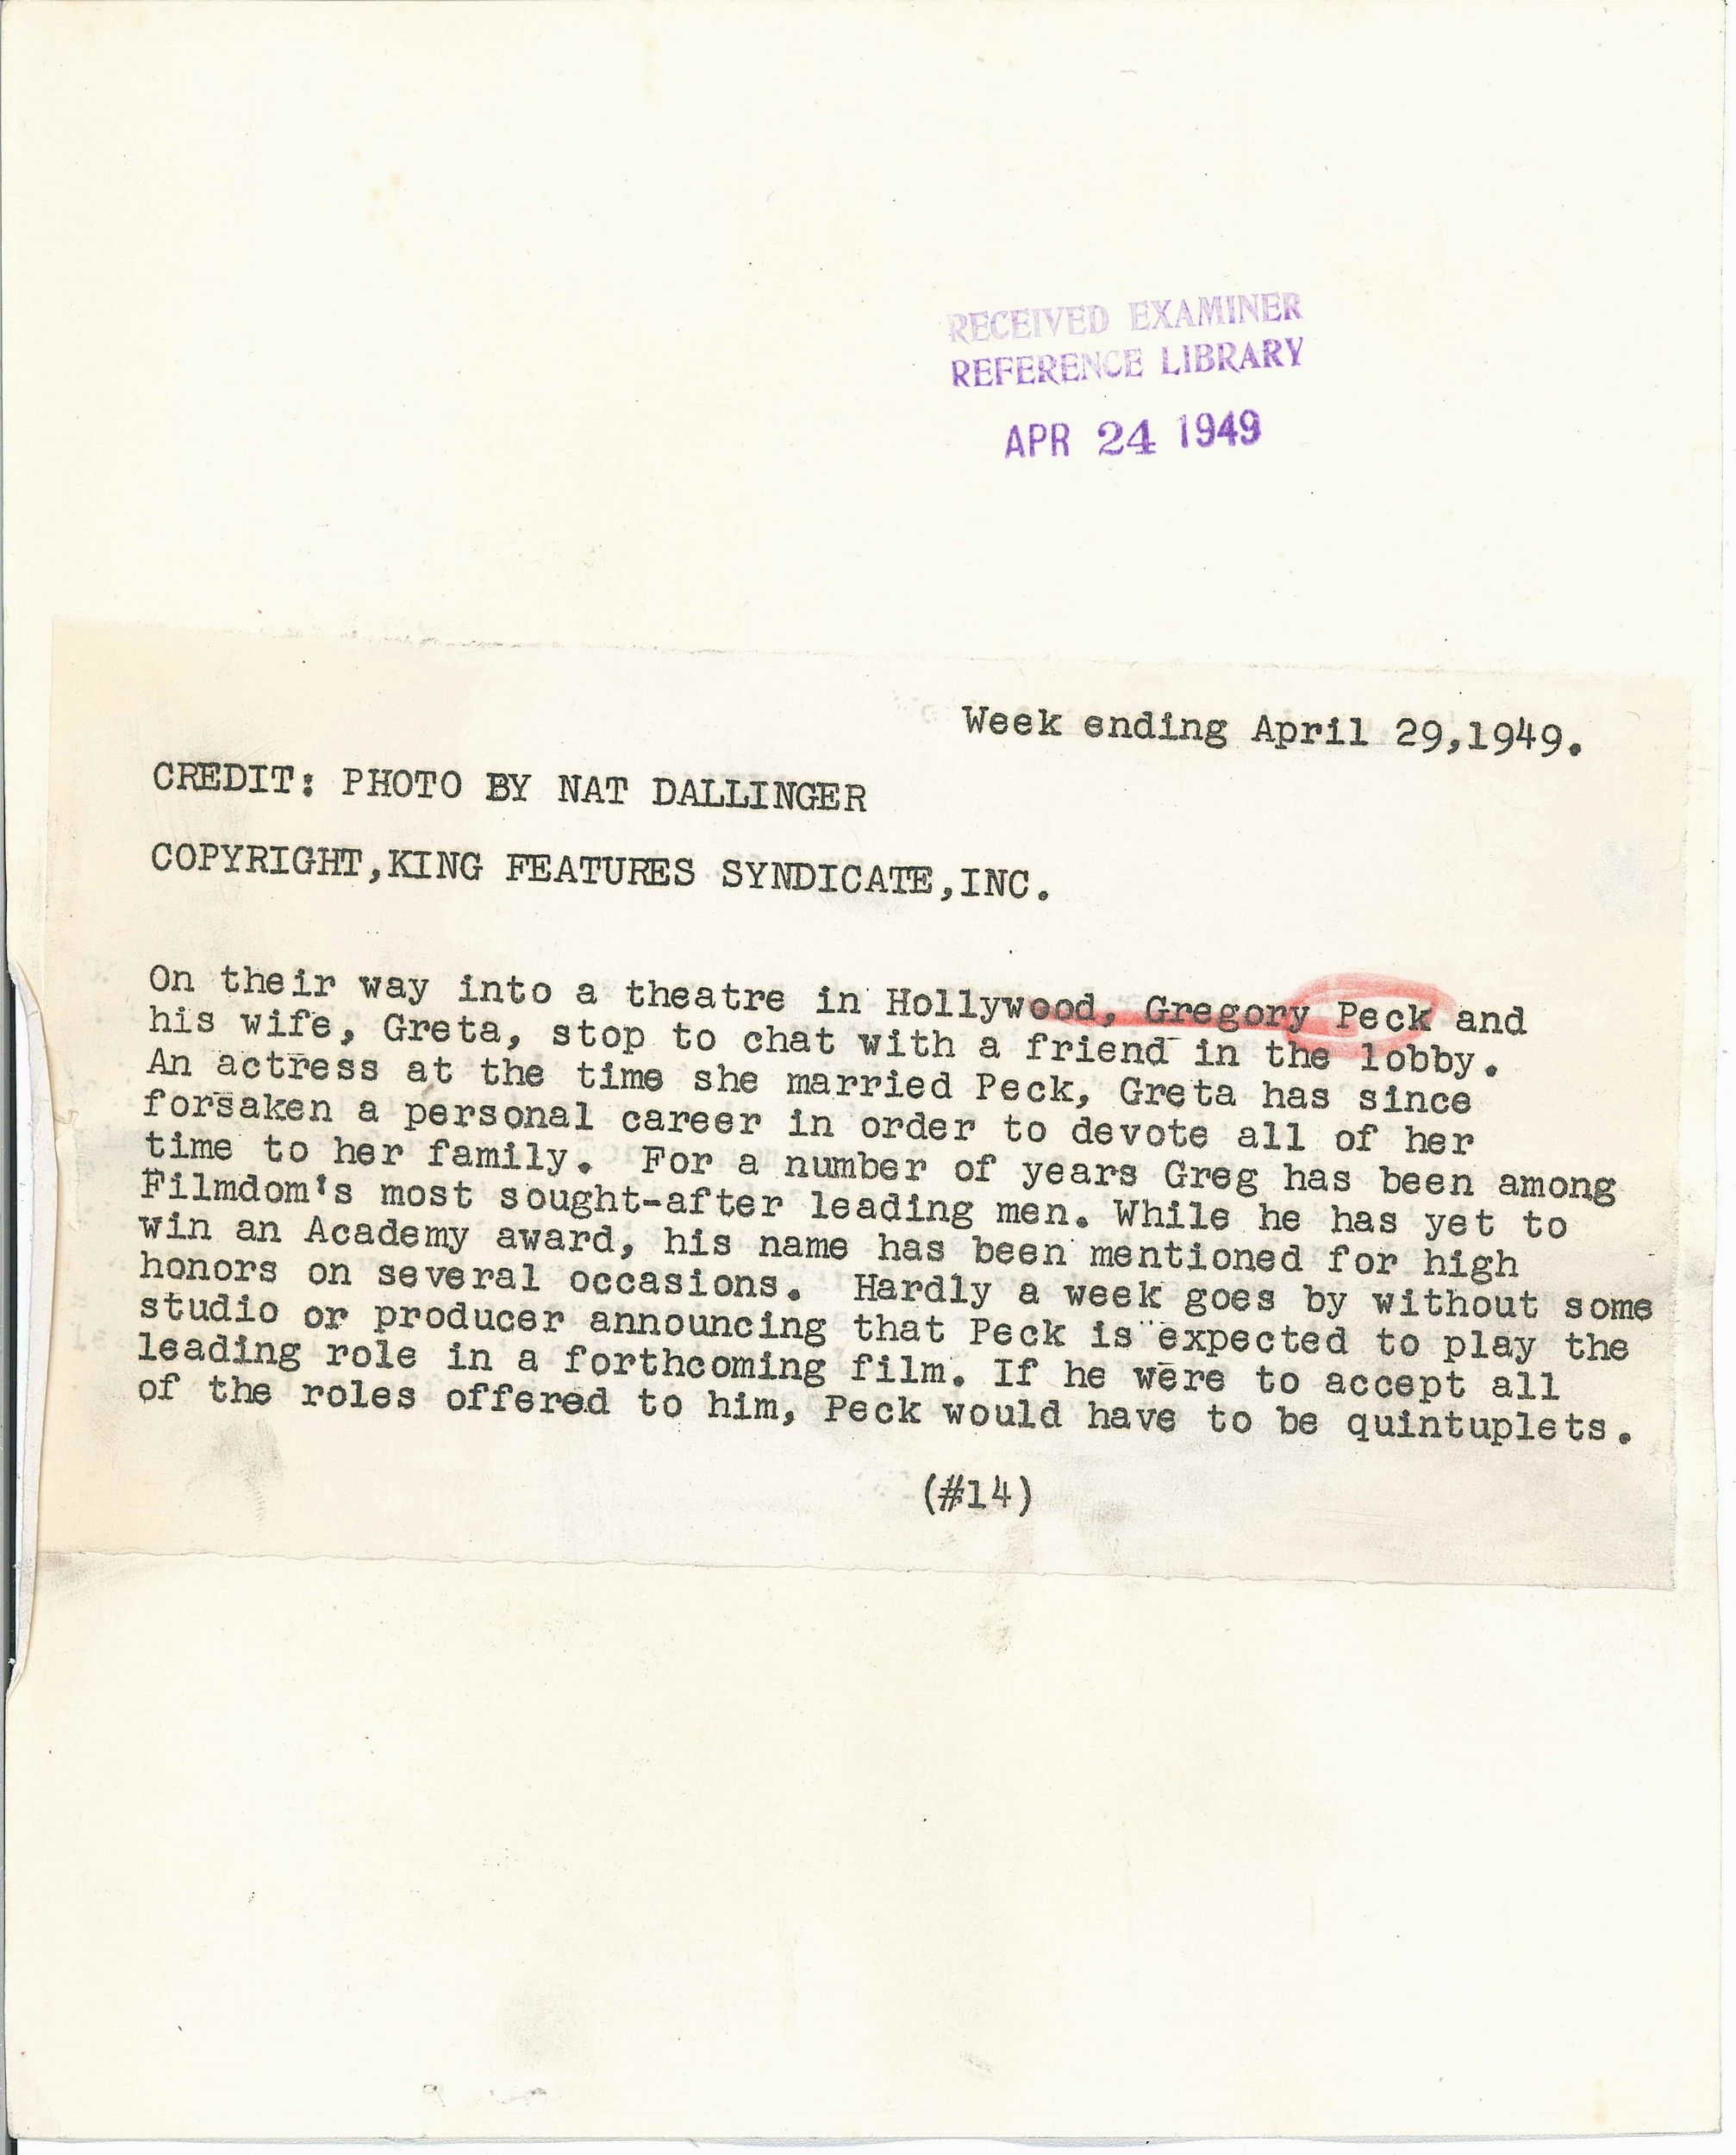 RECEIVED EXAMINER
REFERENCE LIBRARY
APR 24 1949
Week ending April 29,1949.
CREDIT: PHOTO BY NAT DALLINGER
COPYRIGHT,KING FEATURES SYNDICATE,INC.
On their way into a theatre in Hollywood, Gregory Peck and
his wife, Greta, stop to chat with a friend in the lobby.
An actress at the time she married Peck, Greta has since
forsaken a personal career in order to devote all of her
time to her family. For a number of years Greg has been among
Filmdom's most sought-after leading men. While he has yet to
win an Academy award, his name has been mentioned for high
honors on several occasions. Hardly a week goes by without some
studio or producer announcing that Peck is expected to play the
leading role in a forthcoming film. If he were to accept all
of the roles offered to him, Peck would have to be quintuplets.
(#14)